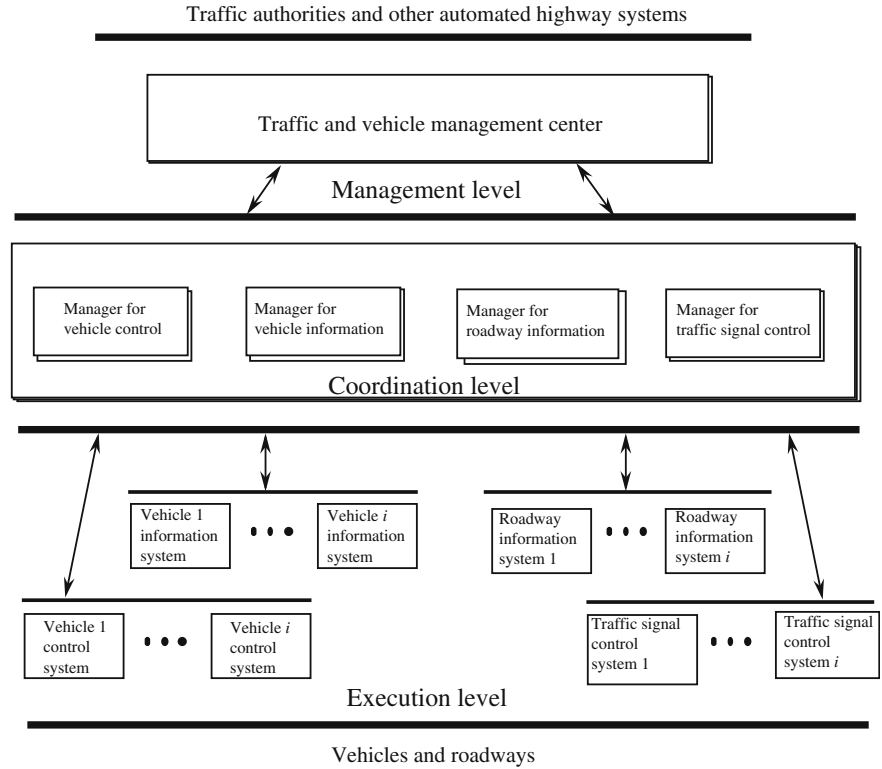 Traffic authorities and other automated highway systems
Traffic and vehicle management center
Management level
Manager for
vehicle control
Manager for
vehicle information
Manager for
roadway information
Manager for
traffic signal control
Coordination level
Vehicle 1
information
system
Vehicle i
information
system
Roadway
information
system 1
Roadway
information
system i
Vehicle 1
control
system
Vehicle i
control
system
Traffic signal
control
system 1
Traffic signal
control
system i
Execution level
Vehicles and roadways